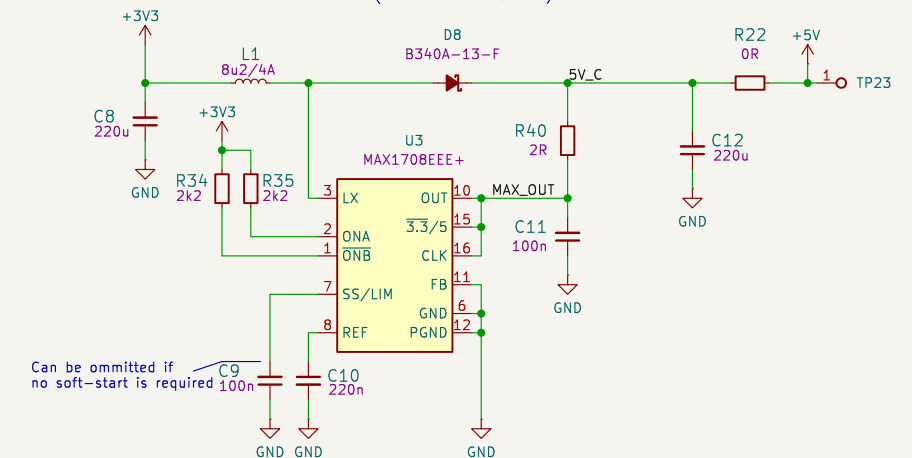 +3V3
L1
8u2/4A
D8
B340A-13-F
5V_C
R22
0R
+5V
1
TP23
C8
220u
GND
+3V3
R34
2k2
R35
2k2
U3
MAX1708EEE+
3
LX
2
ONA
1
ONB
7
SS/LIM
8
REF
OUT
10
3.3/5
15
CLK
16
FB
11
GND
6
PGND
12
MAX_OUT
R40
2R
C11
100n
GND
C12
220u
GND
Can be ommitted if
no soft-start is required
C9
100n
C10
220n
GND
GND
GND